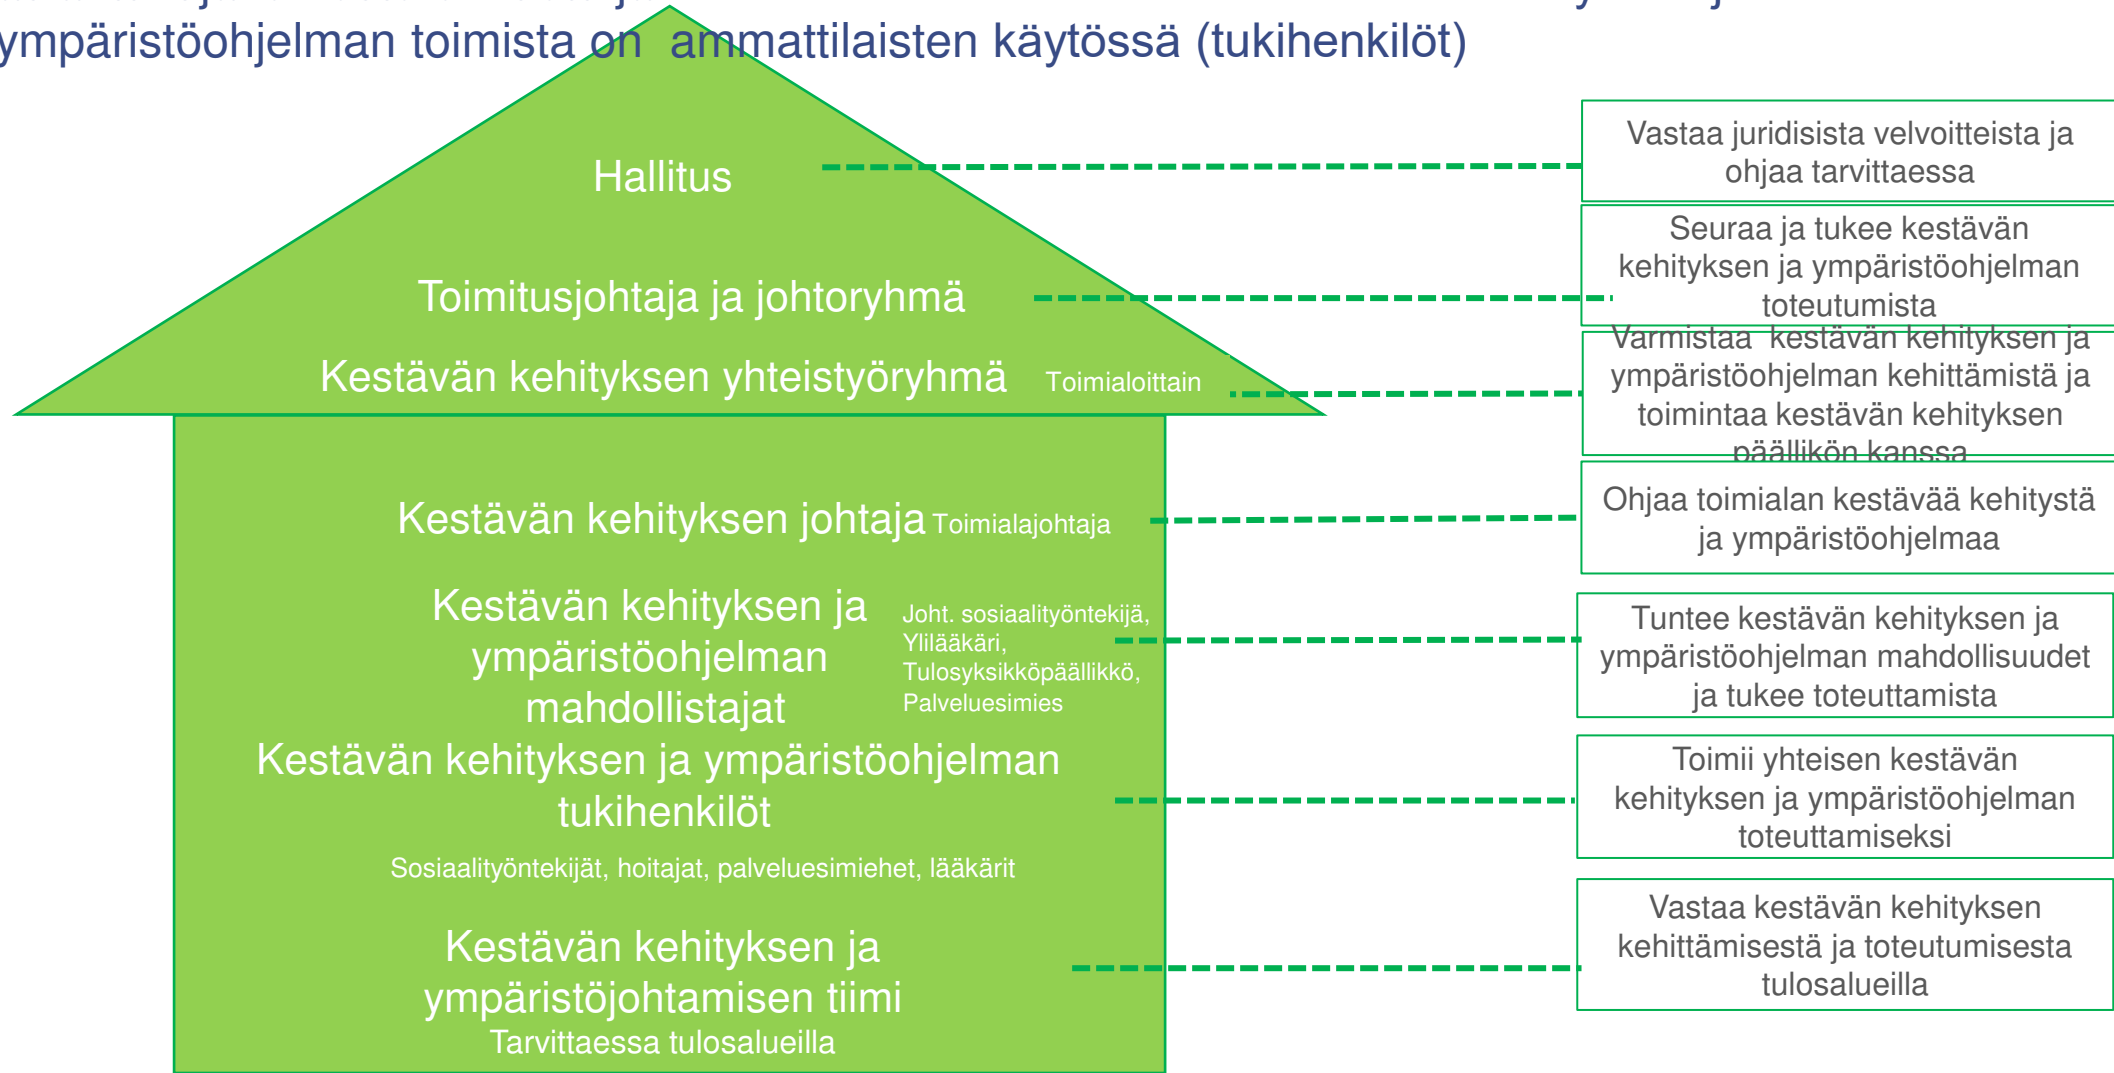 ympäristöohjelman toimista on ammattilaisten käytössä (tukihenkilöt)
Hallitus
Vastaa juridisista velvoitteista ja
ohjaa tarvittaessa
Toimitusjohtaja ja johtoryhmä
Seuraa ja tukee kestävän
kehityksen ja ympäristöohjelman
toteutumista
Kestävän kehityksen yhteistyöryhmä Toimialoittain
Varmistaa kestävän kehityksen ja
ympäristöohjelman kehittämistä ja
toimintaa kestävän kehityksen
päällikön kanssa
Kestävän kehityksen johtaja Toimialajohtaja
Ohjaa toimialan kestävää kehitystä
ja ympäristöohjelmaa
Kestävän kehityksen ja
ympäristöohjelman
mahdollistajat
Joht. sosiaalityöntekijä,
Ylilääkäri,
Tulosyksikköpäällikkö,
Palveluesimies
Tuntee kestävän kehityksen ja
ympäristöohjelman mahdollisuudet
ja tukee toteuttamista
Kestävän kehityksen ja ympäristöohjelman
tukihenkilöt
Sosiaalityöntekijät, hoitajat, palveluesimiehet, lääkärit
Toimii yhteisen kestävän
kehityksen ja ympäristöohjelman
toteuttamiseksi
Kestävän kehityksen ja
ympäristöjohtamisen tiimi
Tarvittaessa tulosalueilla
Vastaa kestävän kehityksen
kehittämisestä ja toteutumisesta
tulosalueilla